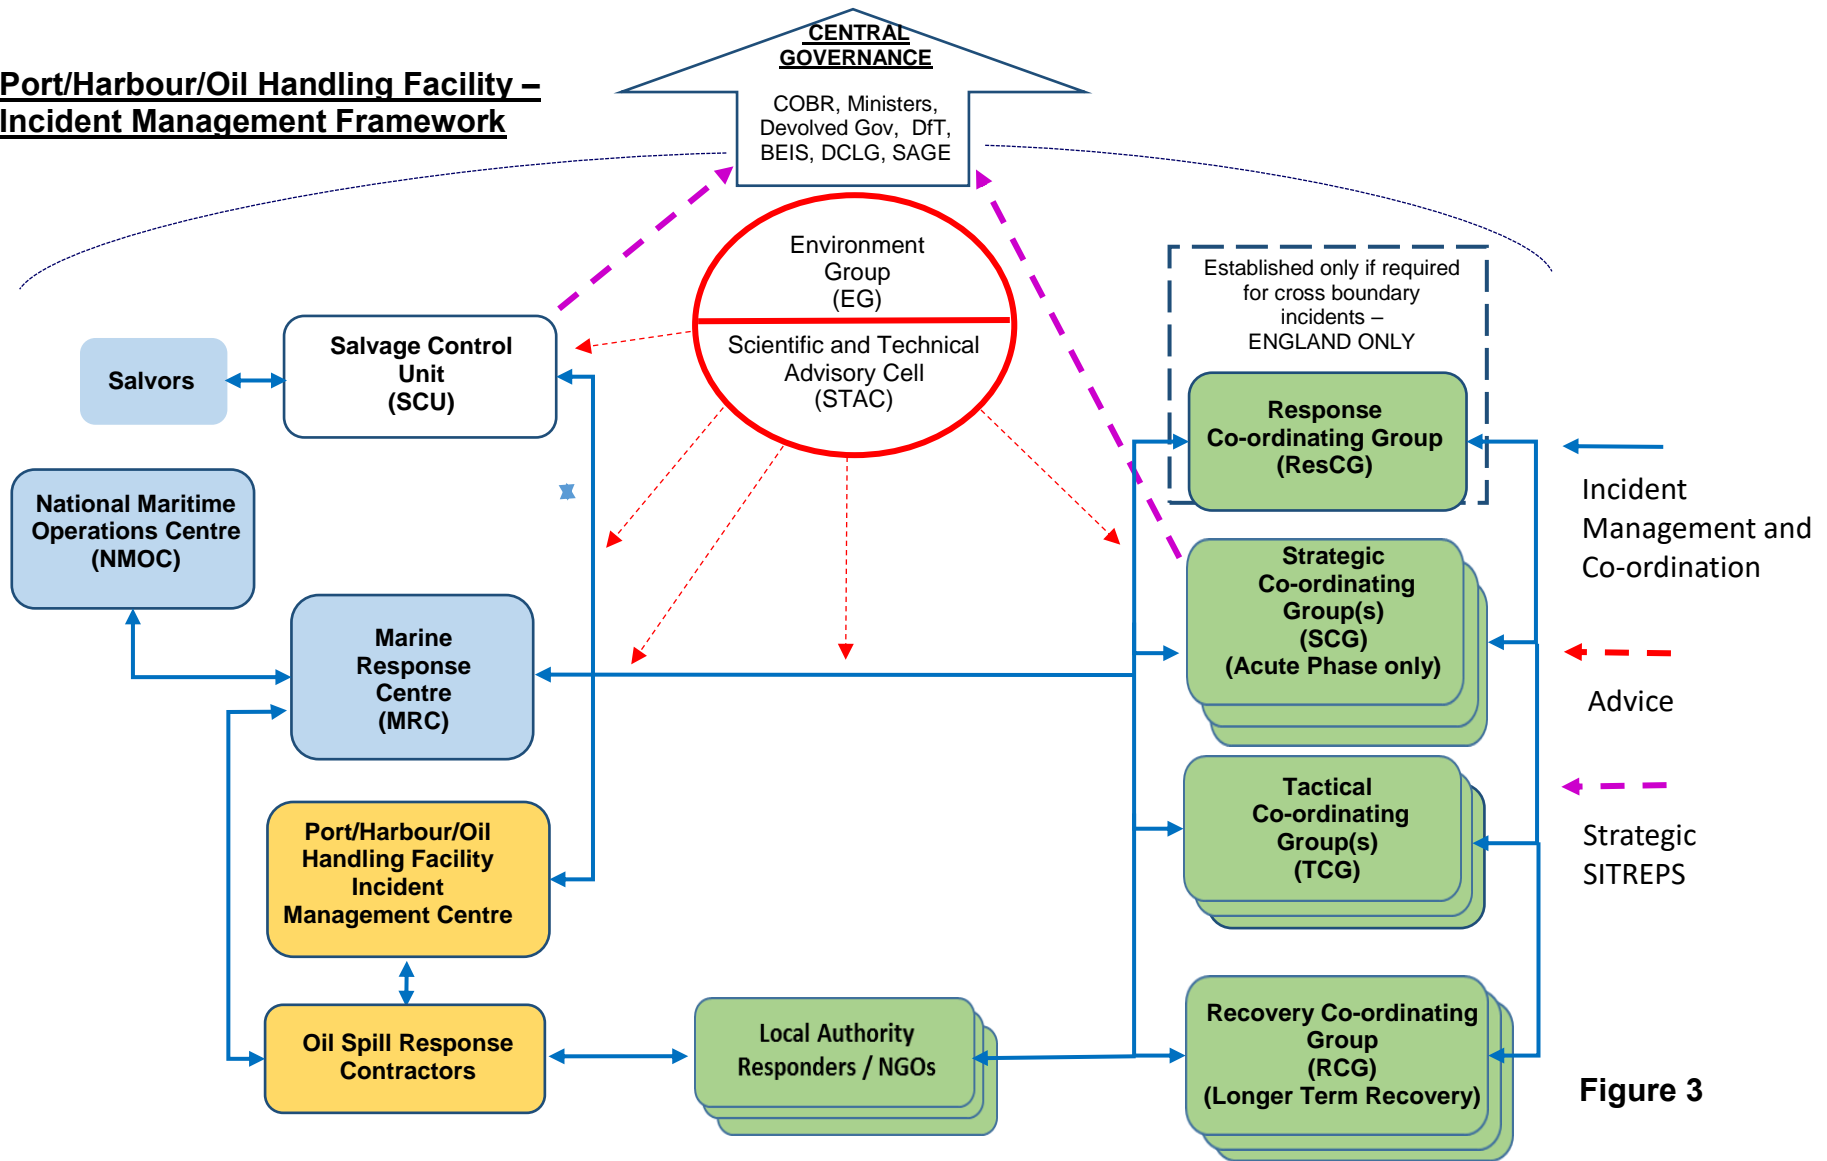 Port/Harbour/Oil Handling Facility –
Incident Management Framework
CENTRAL
GOVERNANCE
COBR, Ministers,
Devolved Gov, DfT,
BEIS, DCLG, SAGE
Environment
Group
(EG)
Scientific and Technical
Advisory Cell
(STAC)
Established only if required
for cross boundary
incidents –
ENGLAND ONLY
Salvors
Salvage Control
Unit
(SCU)
Response
Co-ordinating Group
(ResCG)
National Maritime
Operations Centre
(NMOC)
Incident
Management and
Co-ordination
Strategic
Co-ordinating
Group(s)
(SCG)
(Acute Phase only)
Marine
Response
Centre
(MRC)
Advice
Tactical
Co-ordinating
Group(s)
(TCG)
Strategic
SITREPS
Port/Harbour/Oil
Handling Facility
Incident
Management Centre
Oil Spill Response
Contractors
Local Authority
Responders / NGOs
Recovery Co-ordinating
Group
(RCG)
(Longer Term Recovery)
Figure 3